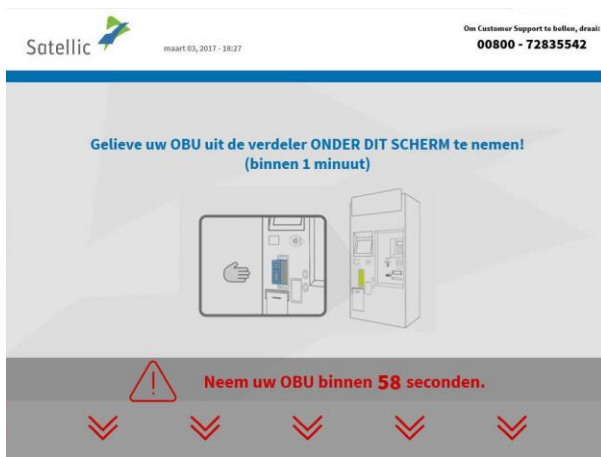 Satellic
maart 03, 2017 - 18:27
Om Customer Support te bellen, draai:
00800 - 72835542
Gelieve uw OBU uit de verdeler ONDER DIT SCHERM te nemen!
(binnen 1 minuut)
Neem uw OBU binnen 58 seconden.